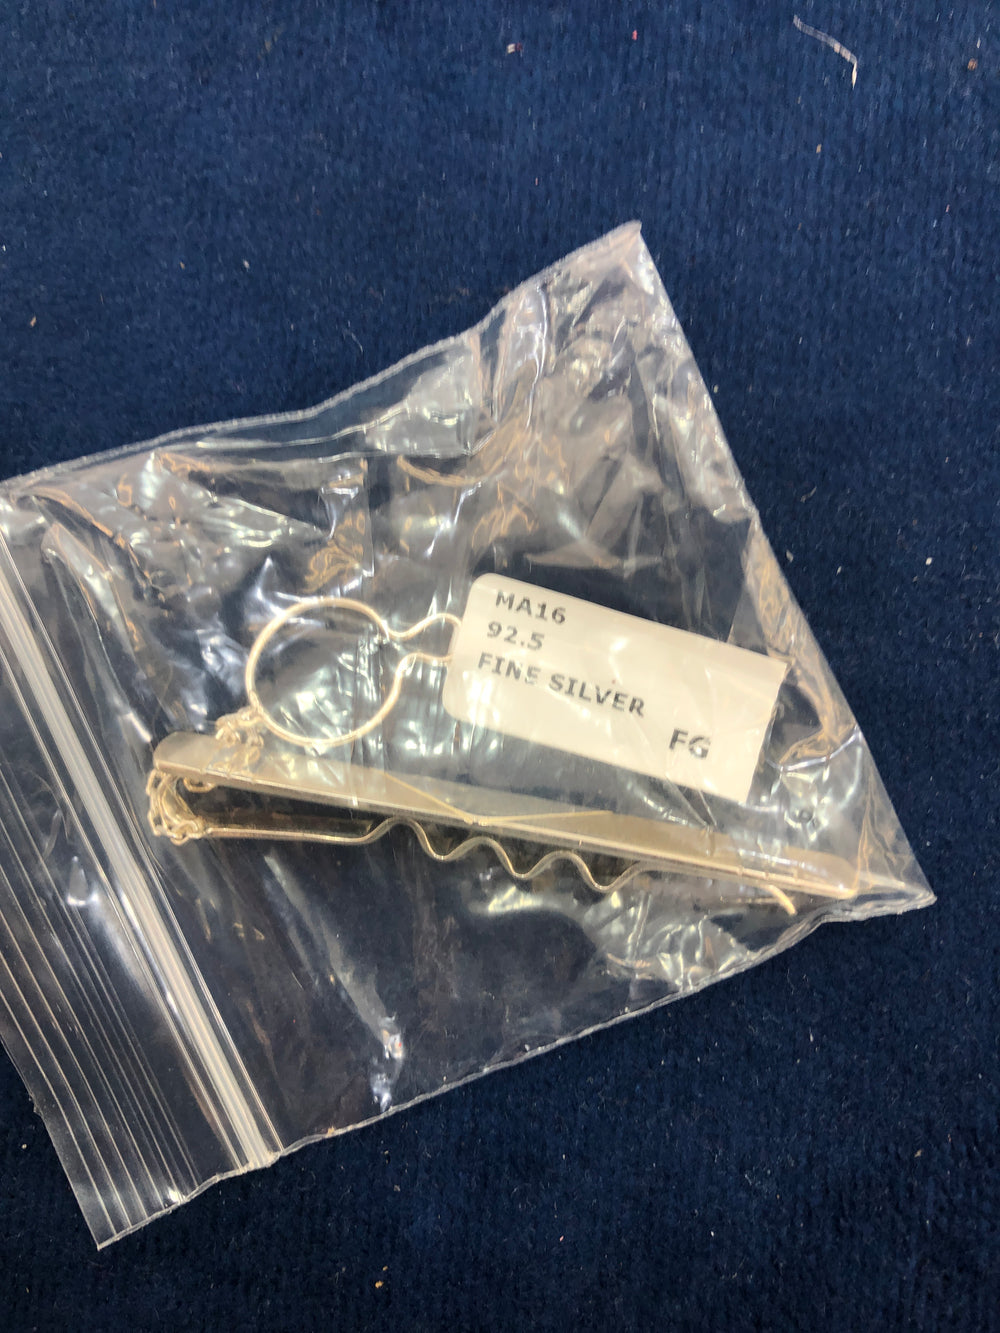 MA16
92.5
FINE SILVER
FG